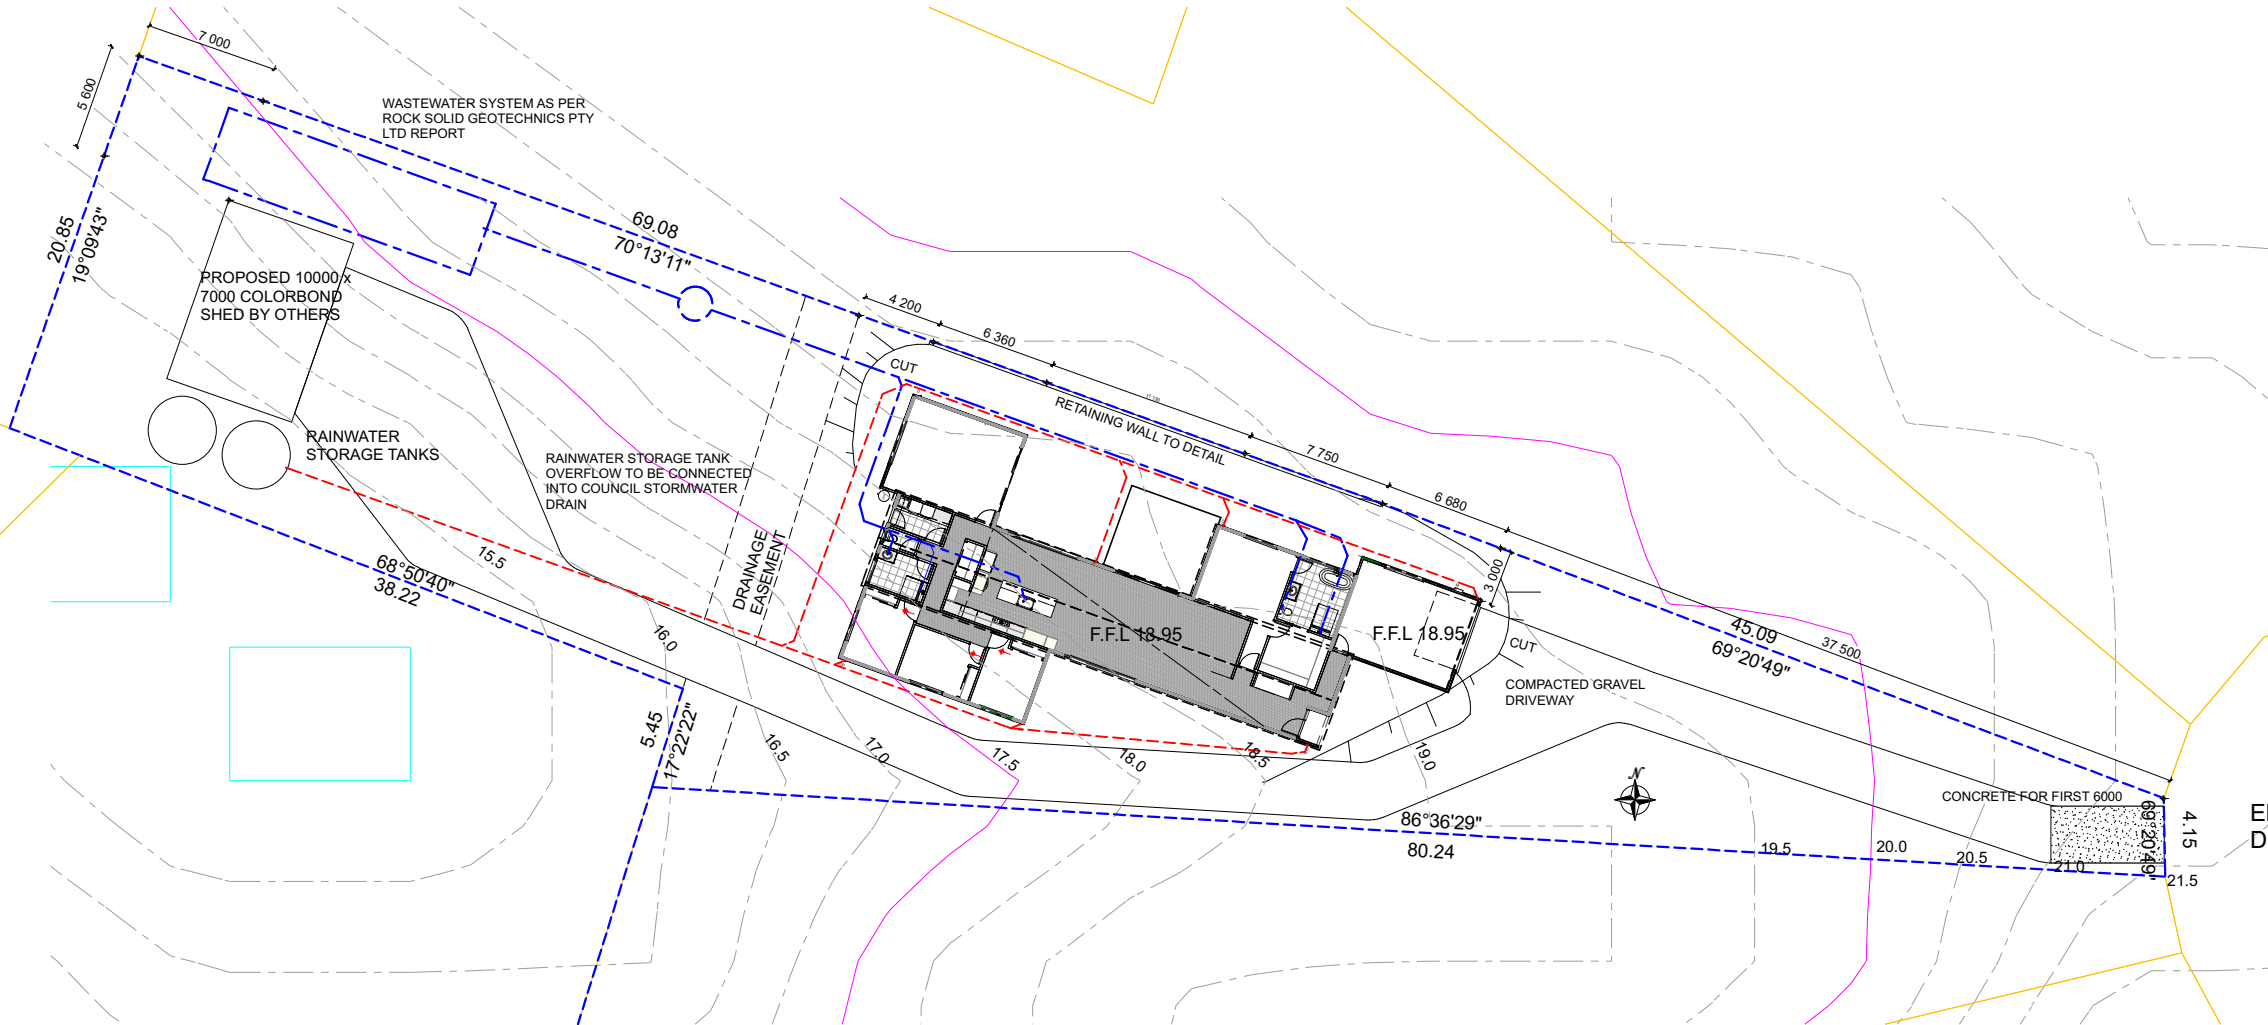 7 000
5 600
WASTEWATER SYSTEM AS PER
ROCK SOLID GEOTECHNICS PTY
LTD REPORT
20.85
19°09'43"
69.08
70°13'11"
PROPOSED 10000 x
7000 COLORBOND
SHED BY OTHERS
4 200
6 360
CUT
RETAINING WALL TO DETAIL
7 750
6 680
3 000
RAINWATER
STORAGE TANKS
RAINWATER STORAGE TANK
OVERFLOW TO BE CONNECTED
INTO COUNCIL STORMWATER
DRAIN
DRAINAGE
EASEMENT
15.5
68°50'40"
38.22
16.0
F.F.L 18.95
F.F.L 18.95
CUT
45.09
69°20'49"
37 500
COMPACTED GRAVEL
DRIVEWAY
5.45
17°22'22"
16.5
17.0
17.5
18.0
18.5
19.0
N
CONCRETE FOR FIRST 6000
69°20'49"
4.15
86°36'29"
80.24
19.5
20.0
20.5
21.0
21.5